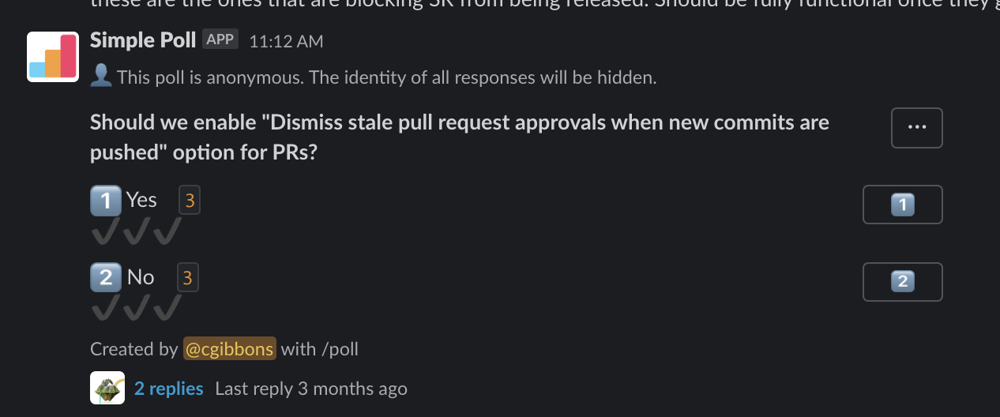 these are the ones that are blocking SR from being released. Should be fully functional once they g
Simple Poll APP 11:12 AM
This poll is anonymous. The identity of all responses will be hidden.
Should we enable "Dismiss stale pull request approvals when new commits are
pushed" option for PRs?
...
1 Yes 3
1
2 No 3
2
Created by @cgibbons with /poll
2 replies Last reply 3 months ago